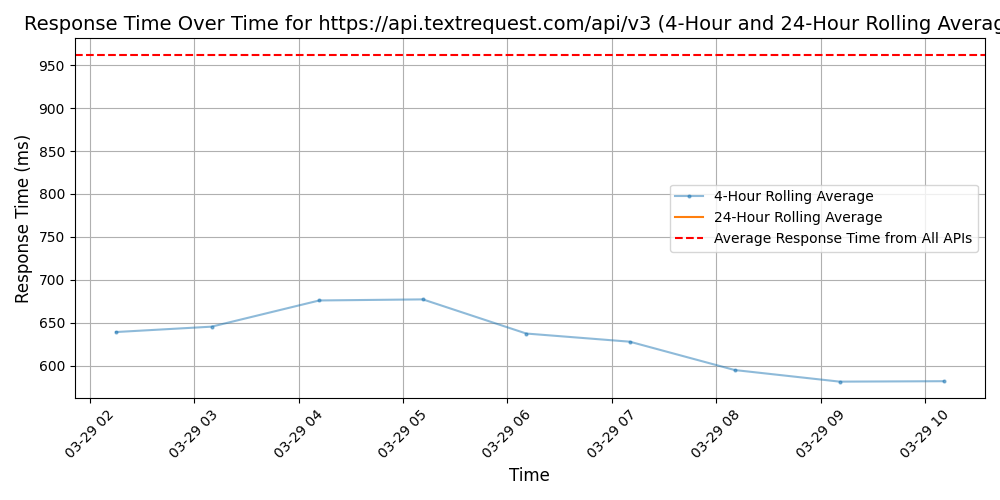 Response Time Over Time for https://api.textrequest.com/api/v3 (4-Hour and 24-Hour Rolling Averag
Response Time (ms)
950
900
850
800
750
700
650
600
4-Hour Rolling Average
24-Hour Rolling Average
Average Response Time from All APIs
03-29 02
03-29 03
03-29 04
03-29 05
03-29 06
03-29 07
03-29 08
03-29 09
03-29 10
Time